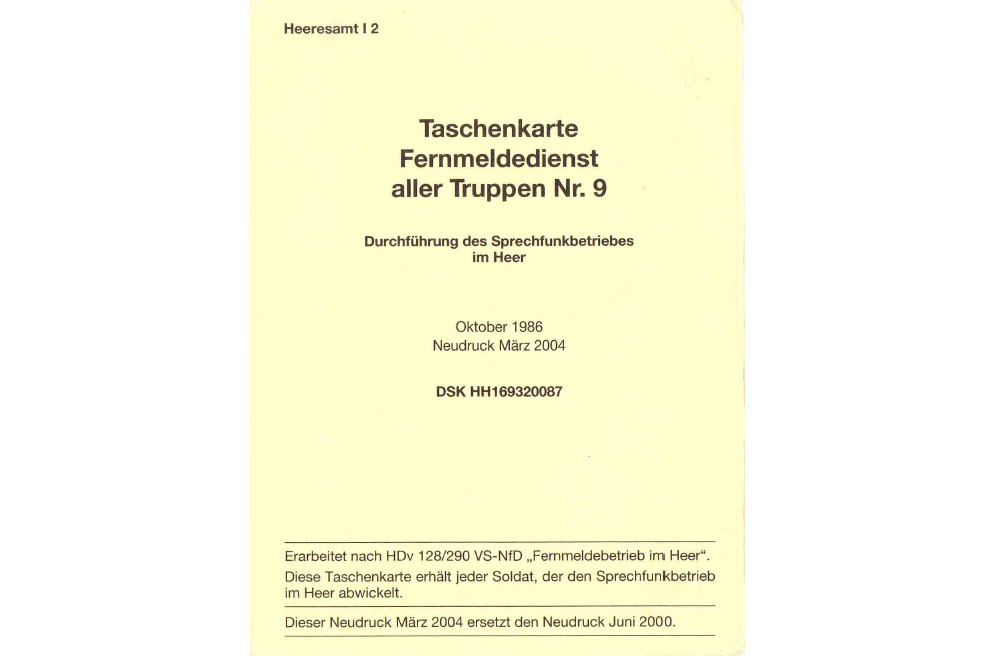 Heeresamt I 2
Taschenkarte
Fernmeldedienst
aller Truppen Nr. 9
Durchführung des Sprechfunkbetriebes
im Heer
Oktober 1986
Neudruck März 2004
DSK HH169320087
Erarbeitet nach HDv 128/290 VS-NfD „Fernmeldebetrieb im Heer“.
Diese Taschenkarte erhält jeder Soldat, der den Sprechfunkbetrieb
im Heer abwickelt.
Dieser Neudruck März 2004 ersetzt den Neudruck Juni 2000.